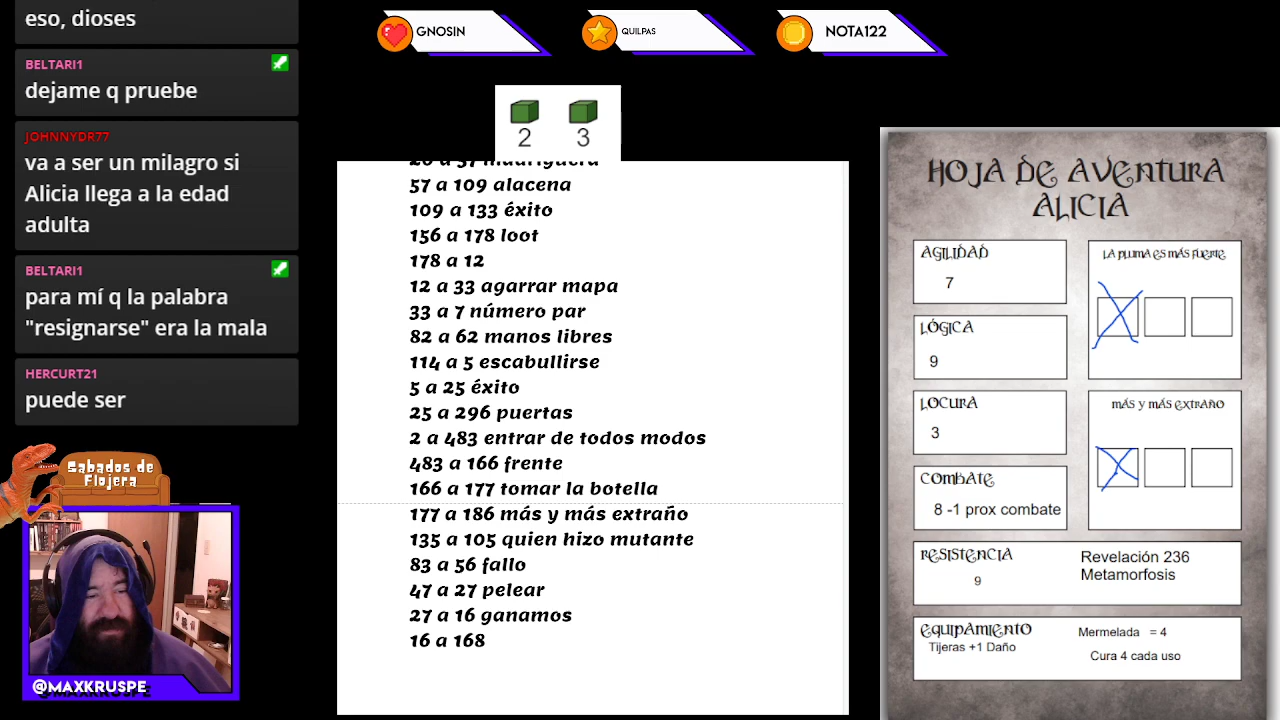 eso, dioses
BELTARI1
dejame q pruebe
JOHNNYDR77
va a ser un milagro si
Alicia llega a la edad
adulta
BELTARI1
para mí q la palabra
"resignarse" era la mala
HERCURT21
puede ser
Sabados de
Flojera
@MAXKRUSPE
GNOSIN
QUILPAS
NOTA122
2 3
57 a 109 alacena
109 a 133 éxito
156 a 178 loot
178 a 12
12 a 33 agarrar mapa
33 a 7 número par
82 a 62 manos libres
114 a 5 escabullirse
5 a 25 éxito
25 a 296 puertas
2 a 483 entrar de todos modos
483 a 166 frente
166 a 177 tomar la botella
177 a 186 más y más extraño
135 a 105 quien hizo mutante
83 a 56 fallo
47 a 27 pelear
27 a 16 ganamos
16 a 168
HOJA DE AVENTURA
ALICIA
AGILIDAD
7
LÓGICA
9
LOCURA
3
COMBATE
8 -1 prox combate
LA PLUMA ES MÁS FUERTE
MÁS Y MÁS EXTRAÑO
RESISTENCIA
9
Revelación 236
Metamorfosis
EQUIPAMIENTO
Tijeras +1 Daño
Mermelada = 4
Cura 4 cada uso